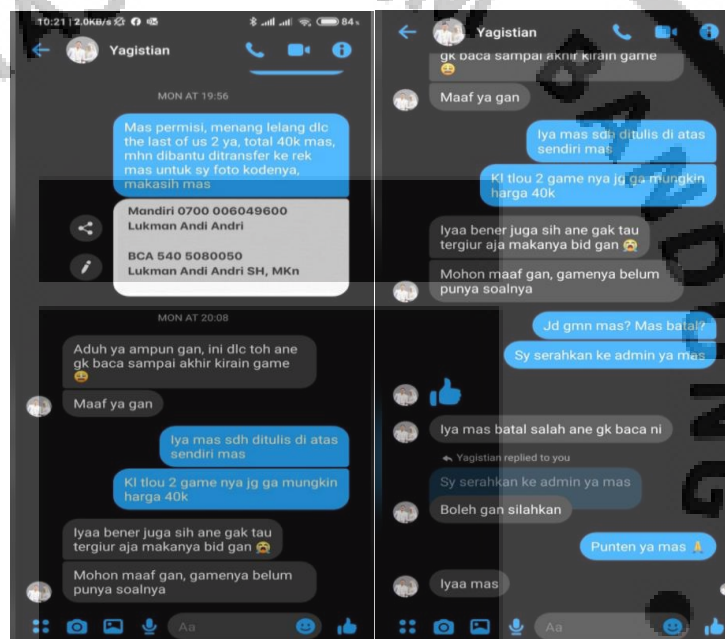 10:21 | 2.0KB/s
84%
Yagistian
MON AT 19:56
Mas permisi, menang lelang dlc
the last of us 2 ya, total 40k mas,
mhn dibantu ditransfer ke rek
mas untuk sy foto kodenya,
makasih mas
Mandiri 0700 006049600
Lukman Andi Andri
BCA 540 5080050
Lukman Andi Andri SH, MKn
MON AT 20:08
Aduh ya ampun gan, ini dlc toh ane
gk baca sampai akhir kirain game
😅
Maaf ya gan
Iya mas sdh ditulis di atas
sendiri mas
Kl tlou 2 game nya jg ga mungkin
harga 40k
Iyaa bener juga sih ane gak tau
tergiur aja makanya bid gan 😭
Mohon maaf gan, gamenya belum
punya soalnya
Aa
Yagistian
gk baca sampai akhir kirain game
😅
Maaf ya gan
Iya mas sdh ditulis di atas
sendiri mas
Kl tlou 2 game nya jg ga mungkin
harga 40k
Iyaa bener juga sih ane gak tau
tergiur aja makanya bid gan 😭
Mohon maaf gan, gamenya belum
punya soalnya
Jd gmn mas? Mas batal?
Sy serahkan ke admin ya mas
Iya mas batal salah ane gk baca ni
Yagistian replied to you
Sy serahkan ke admin ya mas
Boleh gan silahkan
Punten ya mas 🙏
Iyaa mas
Aa
BANDUNG